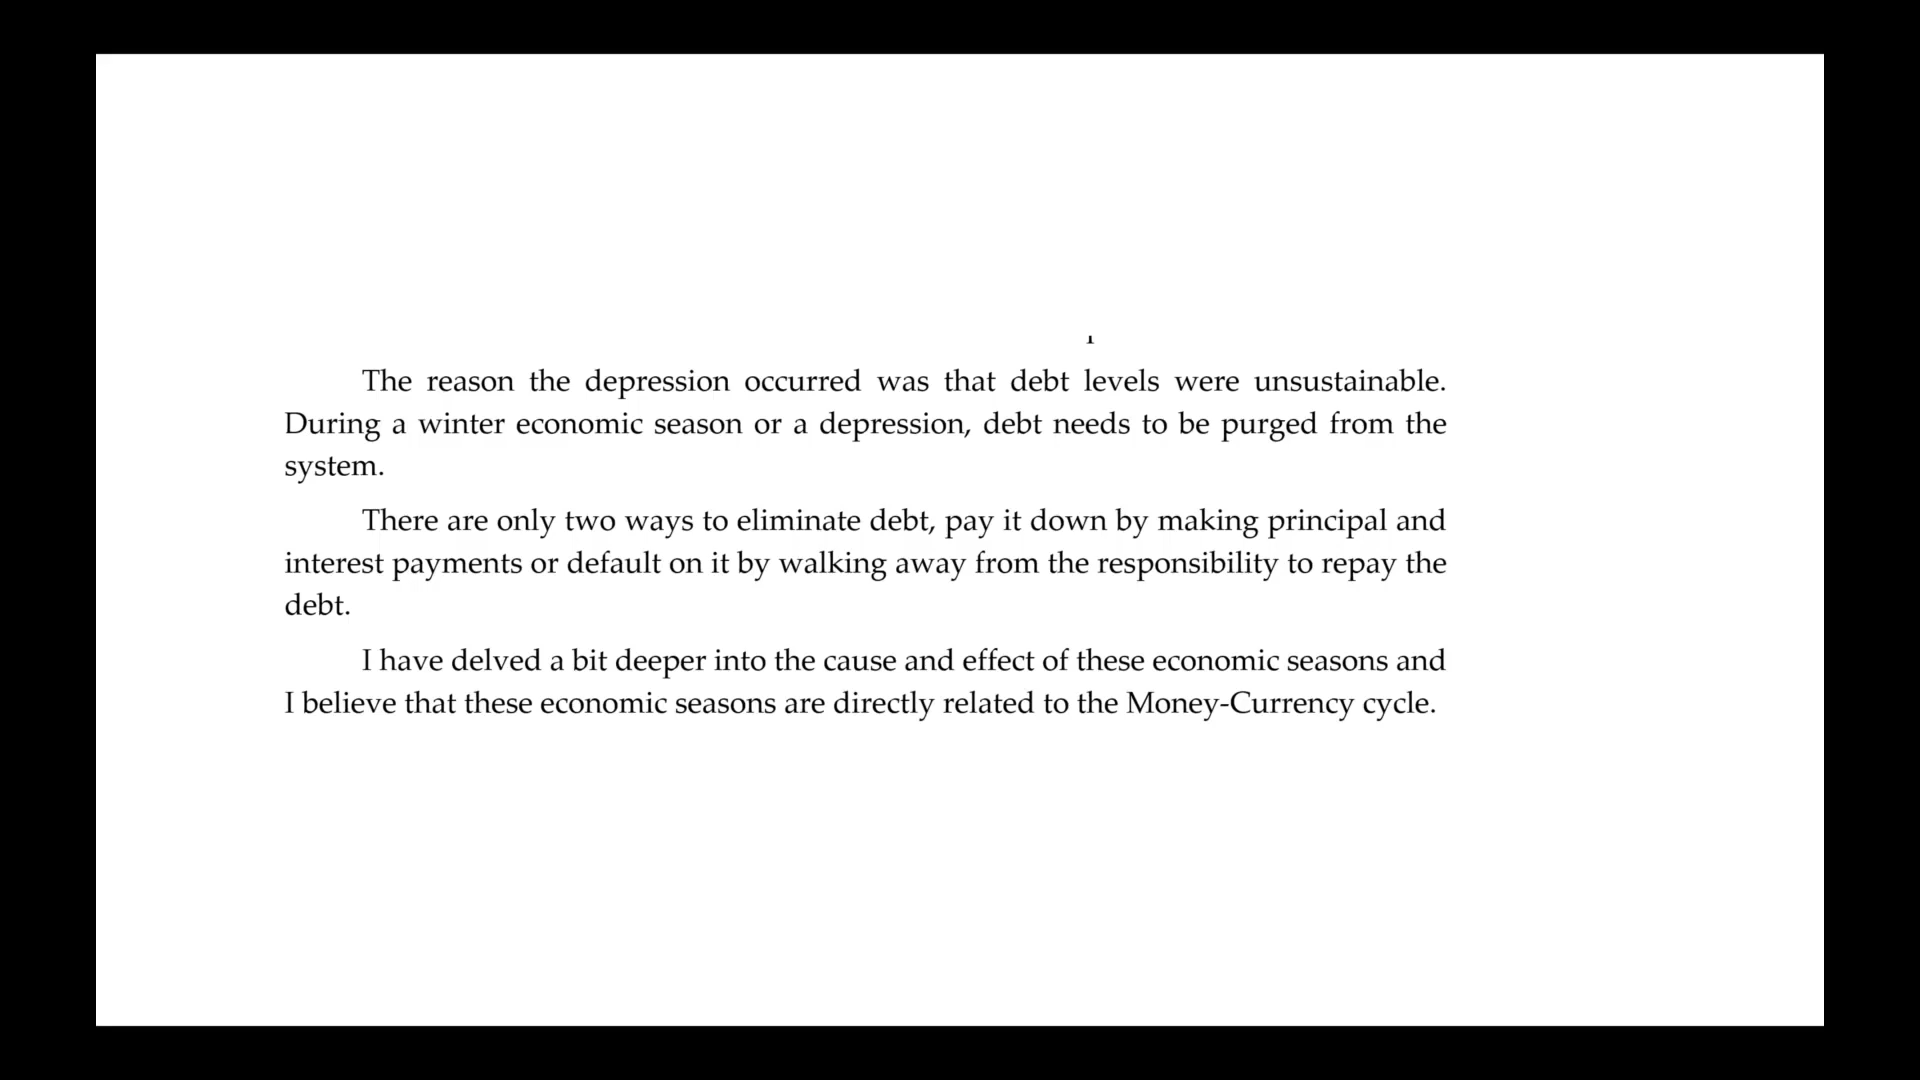 The reason the depression occurred was that debt levels were unsustainable.
During a winter economic season or a depression, debt needs to be purged from the
system.
There are only two ways to eliminate debt, pay it down by making principal and
interest payments or default on it by walking away from the responsibility to repay the
debt.
I have delved a bit deeper into the cause and effect of these economic seasons and
I believe that these economic seasons are directly related to the Money-Currency cycle.